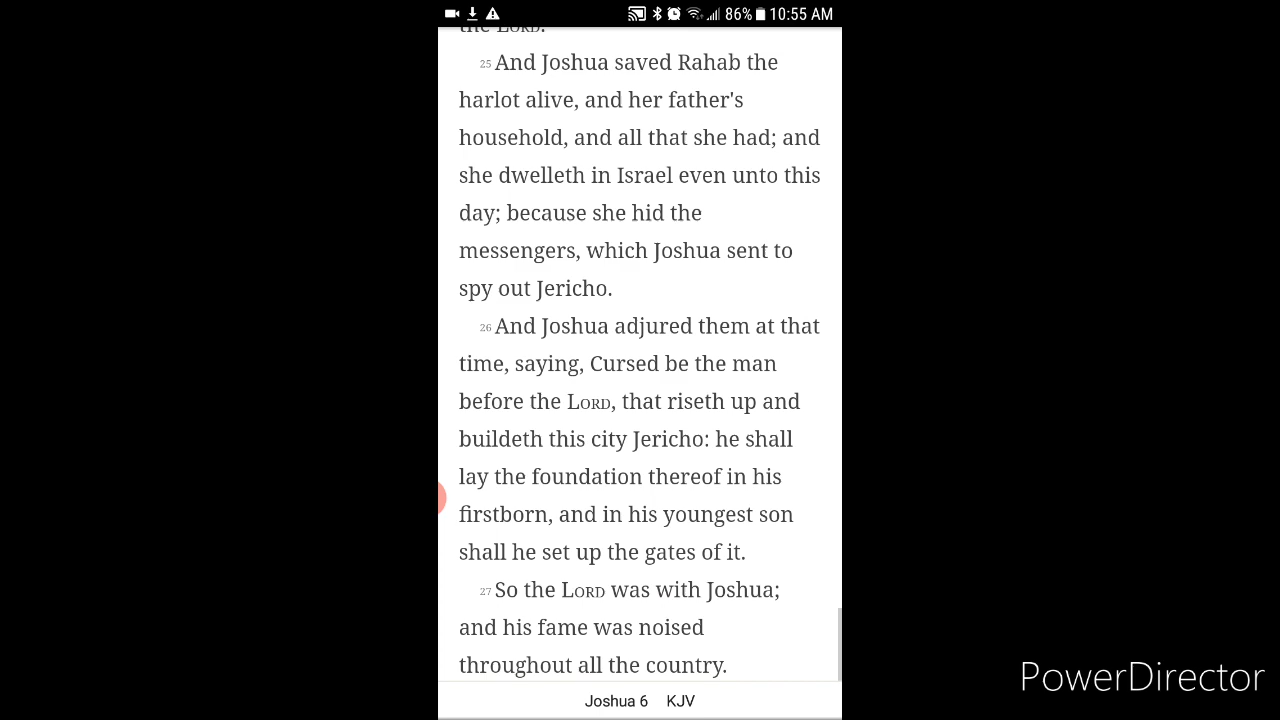 86% 10:55 AM
the LORD.
25 And Joshua saved Rahab the
harlot alive, and her father's
household, and all that she had; and
she dwelleth in Israel even unto this
day; because she hid the
messengers, which Joshua sent to
spy out Jericho.
26 And Joshua adjured them at that
time, saying, Cursed be the man
before the LORD, that riseth up and
buildeth this city Jericho: he shall
lay the foundation thereof in his
firstborn, and in his youngest son
shall he set up the gates of it.
27 So the LORD was with Joshua;
and his fame was noised
throughout all the country.
Joshua 6 KJV
PowerDirector